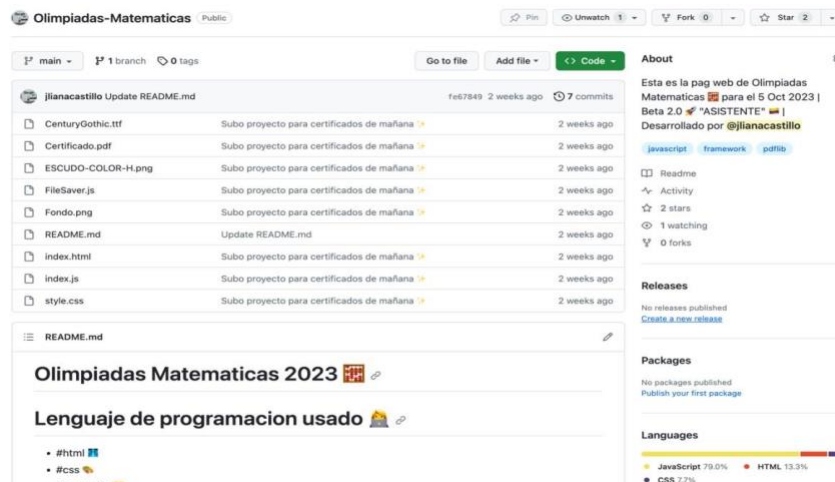 Olimpiadas-Matematicas Public
Pin Unwatch 1 Fork 0 Star 2
main 1 branch 0 tags Go to file Add file <> Code
jlianacastillo Update README.md fe67849 2 weeks ago 7 commits
CenturyGothic.ttf Subo proyecto para certificados de mañana ✨ 2 weeks ago
Certificado.pdf Subo proyecto para certificados de mañana ✨ 2 weeks ago
ESCUDO-COLOR-H.png Subo proyecto para certificados de mañana ✨ 2 weeks ago
FileSaver.js Subo proyecto para certificados de mañana ✨ 2 weeks ago
Fondo.png Subo proyecto para certificados de mañana ✨ 2 weeks ago
README.md Update README.md 2 weeks ago
index.html Subo proyecto para certificados de mañana ✨ 2 weeks ago
index.js Subo proyecto para certificados de mañana ✨ 2 weeks ago
style.css Subo proyecto para certificados de mañana ✨ 2 weeks ago
README.md
Olimpiadas Matematicas 2023 🧮
Lenguaje de programacion usado
#html
#css 🎨
About
Esta es la pag web de Olimpiadas
Matematicas 🧮 para el 5 Oct 2023 |
Beta 2.0 🚀 "ASISTENTE" 🇨🇴 |
Desarrollado por @jlianacastillo
javascript framework pdflib
Readme
Activity
2 stars
1 watching
0 forks
Releases
No releases published
Create a new release
Packages
No packages published
Publish your first package
Languages
JavaScript 79.0% HTML 13.3%
CSS 7.7%